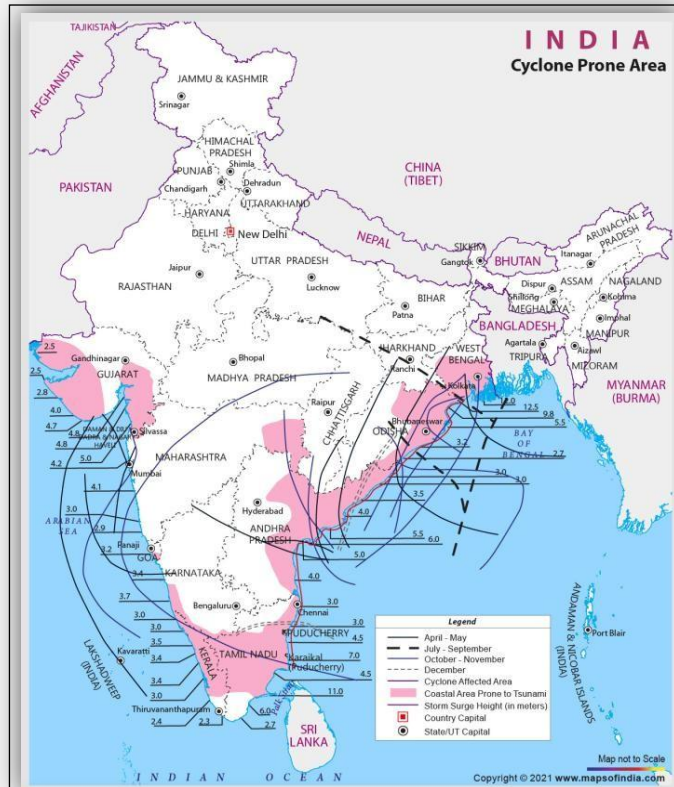 INDIA
Cyclone Prone Area
TAJIKISTAN
AFGHANISTAN
JAMMU & KASHMIR
Srinagar
HIMACHAL
PRADESH
Shimla
PUNJAB
Chandigarh
Dehradun
UTTARAKHAND
HARYANA
DELHI
New Delhi
PAKISTAN
CHINA
(TIBET)
NEPAL
SIKKIM
Gangtok
BHUTAN
ARUNACHAL
PRADESH
Itanagar
Dispur
ASSAM
NAGALAND
Kohima
Shillong
MEGHALAYA
Imphal
MANIPUR
BANGLADESH
Agartala
TRIPURA
Aizawl
MIZORAM
MYANMAR
(BURMA)
Jaipur
RAJASTHAN
UTTAR PRADESH
Lucknow
BIHAR
Patna
JHARKHAND
Ranchi
WEST
BENGAL
Kolkata
Gandhinagar
GUJARAT
Bhopal
MADHYA PRADESH
Raipur
CHHATTISGARH
Bhubaneswar
ODISHA
DAMAN & DIU
DADRA & NAGAR
HAVELI
Silvassa
MAHARASHTRA
Mumbai
BAY
OF
BENGAL
ARABIAN
SEA
Hyderabad
ANDHRA
PRADESH
Panaji
GOA
KARNATAKA
Bengaluru
Chennai
PUDUCHERRY
Karaikal
(Puducherry)
TAMIL NADU
KERALA
LAKSHADWEEP
(INDIA)
Kavaratti
Thiruvananthapuram
SRI
LANKA
INDIAN OCEAN
ANDAMAN & NICOBAR ISLANDS
(INDIA)
Port Blair
2.5
2.5
2.8
4.0
4.7
4.8
4.8
5.0
4.2
4.1
3.0
2.9
3.2
3.4
3.7
3.0
3.5
3.4
3.4
3.0
2.4
2.3
12.5
9.8
5.5
2.7
3.2
3.0
3.0
3.5
4.0
5.5
6.0
5.0
4.0
3.0
3.0
4.5
7.0
4.5
11.0
6.0
2.7
Legend
April - May
July - September
October - November
December
Cyclone Affected Area
Coastal Area Prone to Tsunami
Storm Surge Height (in meters)
Country Capital
State/UT Capital
Map not to Scale
Copyright © 2021 www.mapsofindia.com